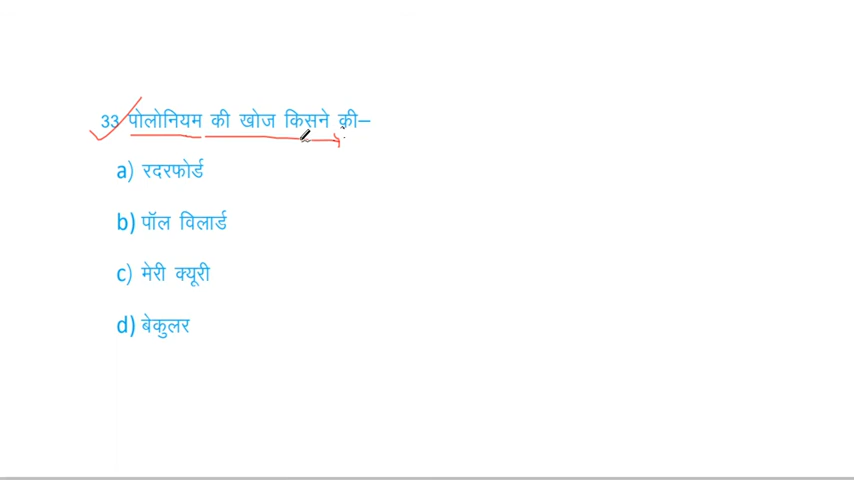 33 पोलोनियम की खोज किसने की–
a) रदरफोर्ड
b) पॉल विलार्ड
c) मेरी क्यूरी
d) बेकुलर